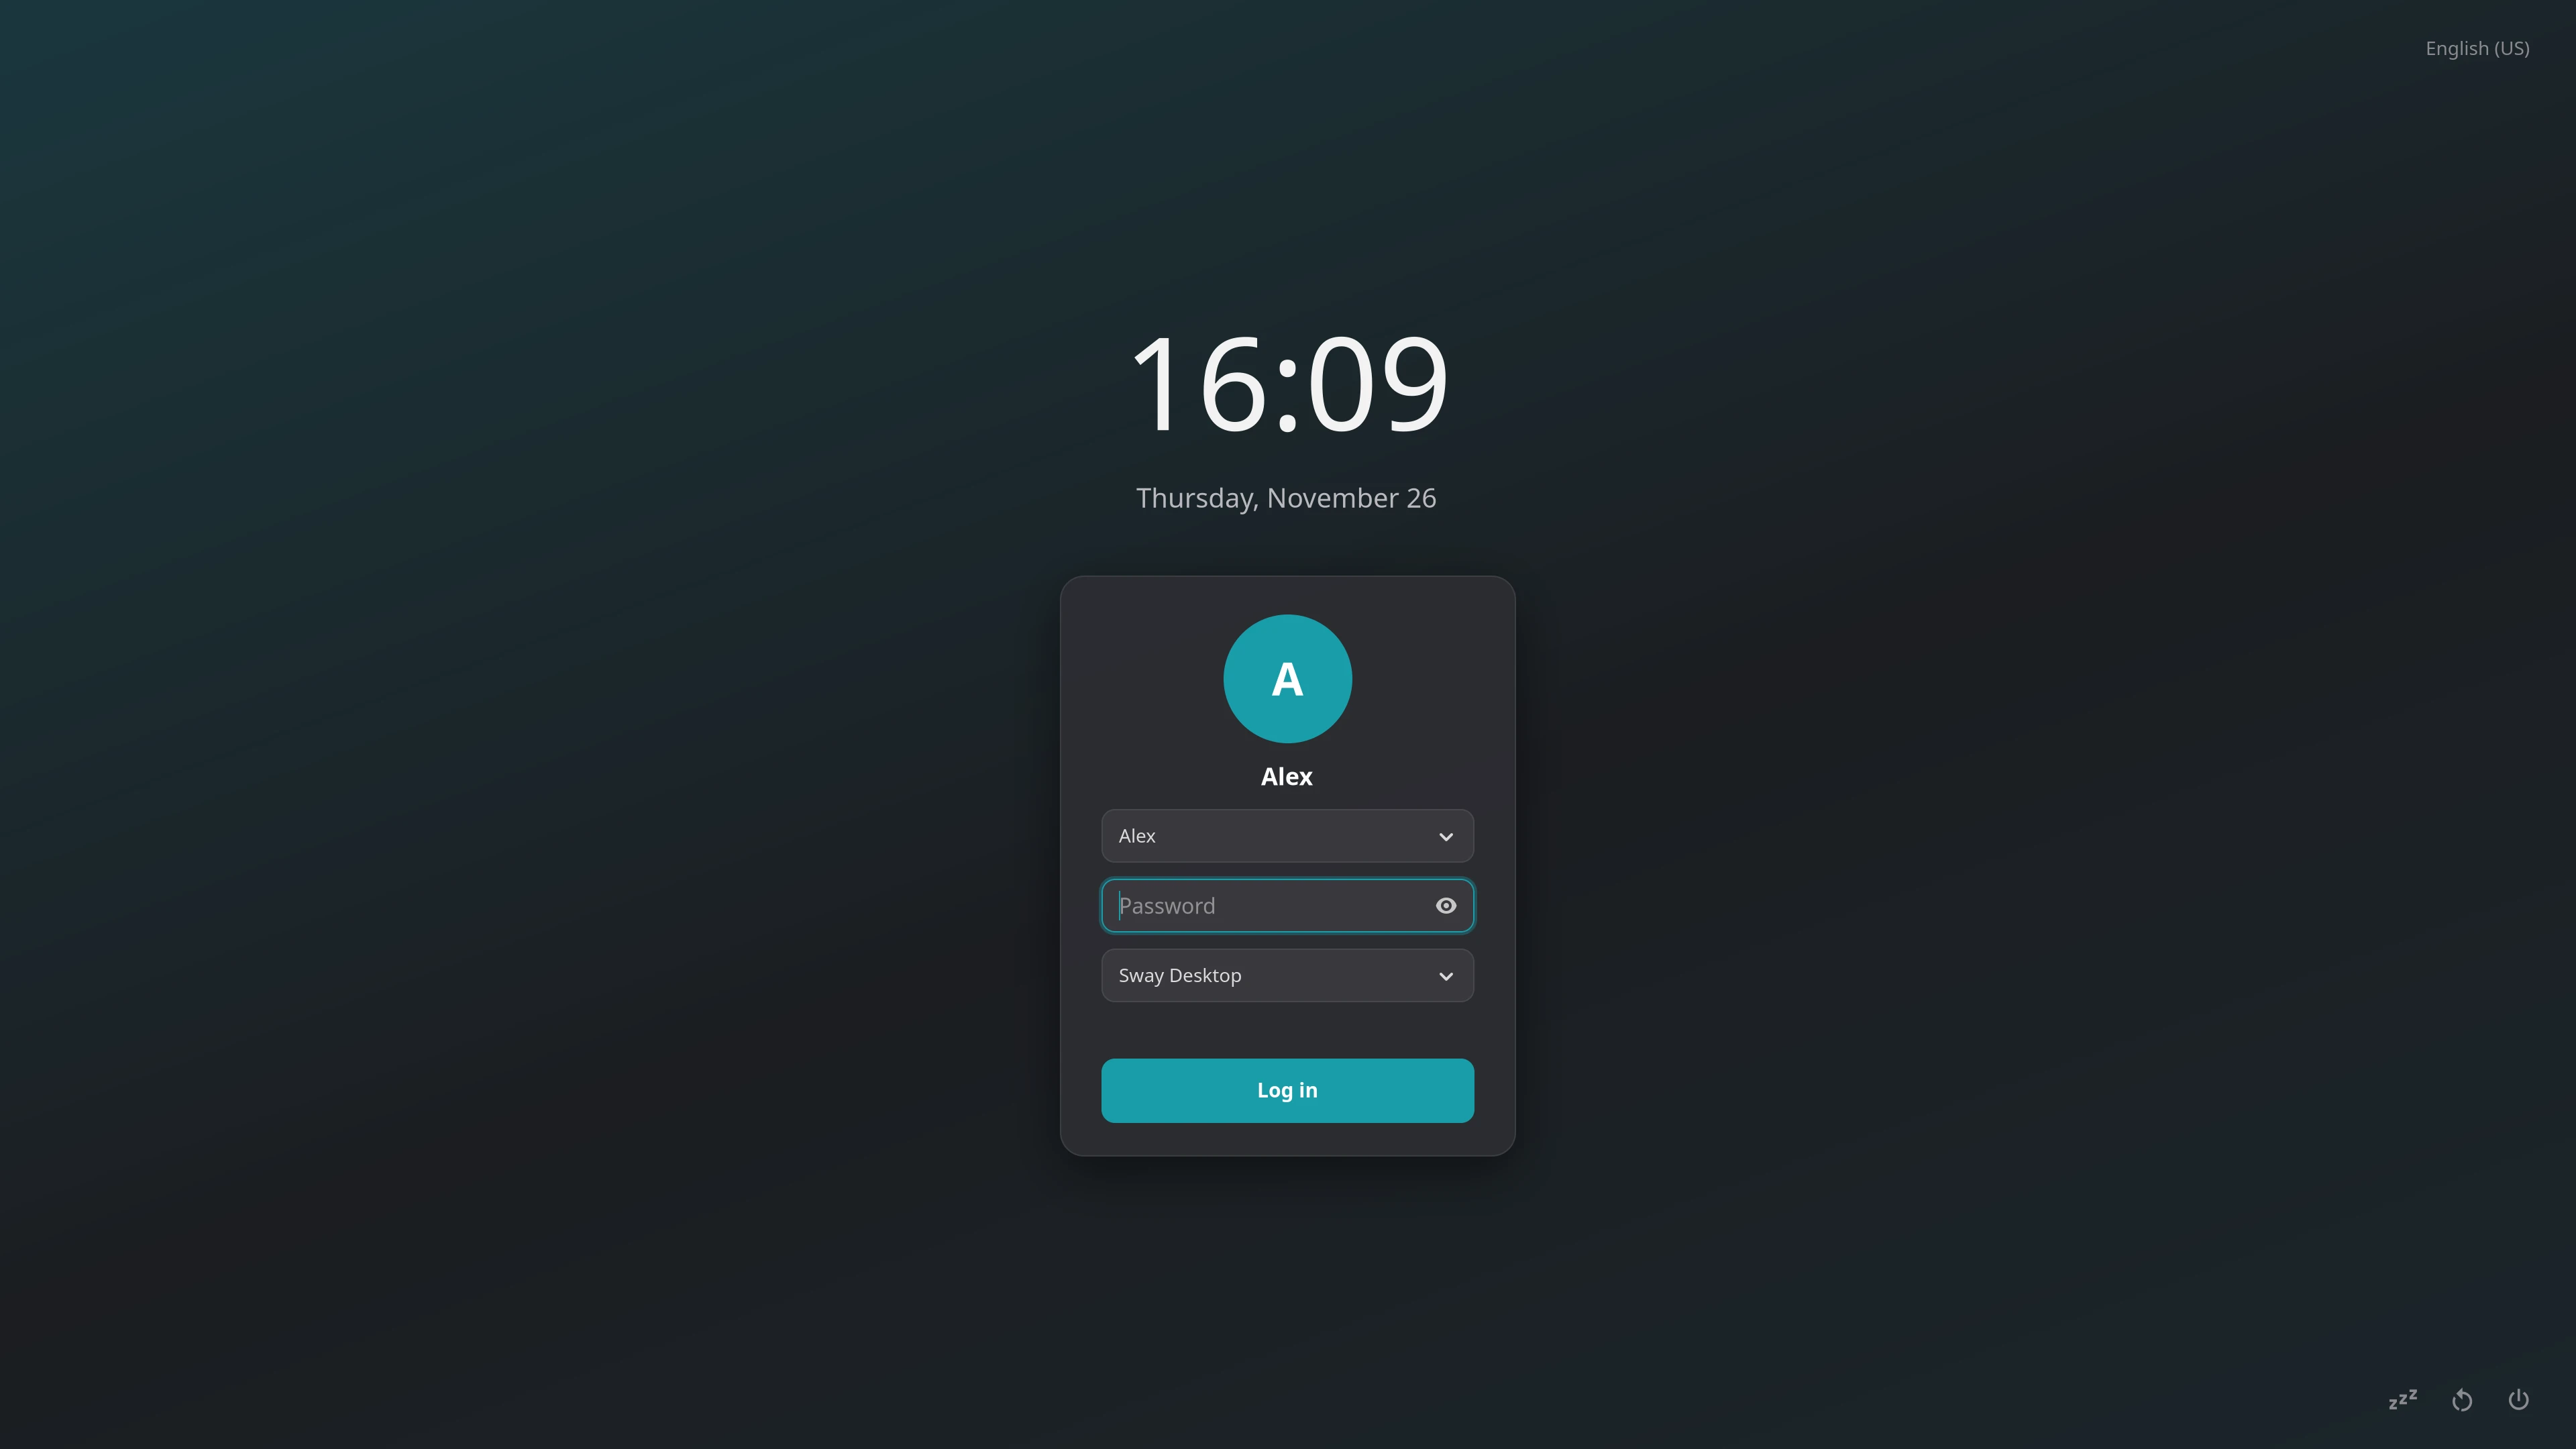 English (US)
16:09
Thursday, November 26
A
Alex
Alex
Password
Sway Desktop
Log in
zzz